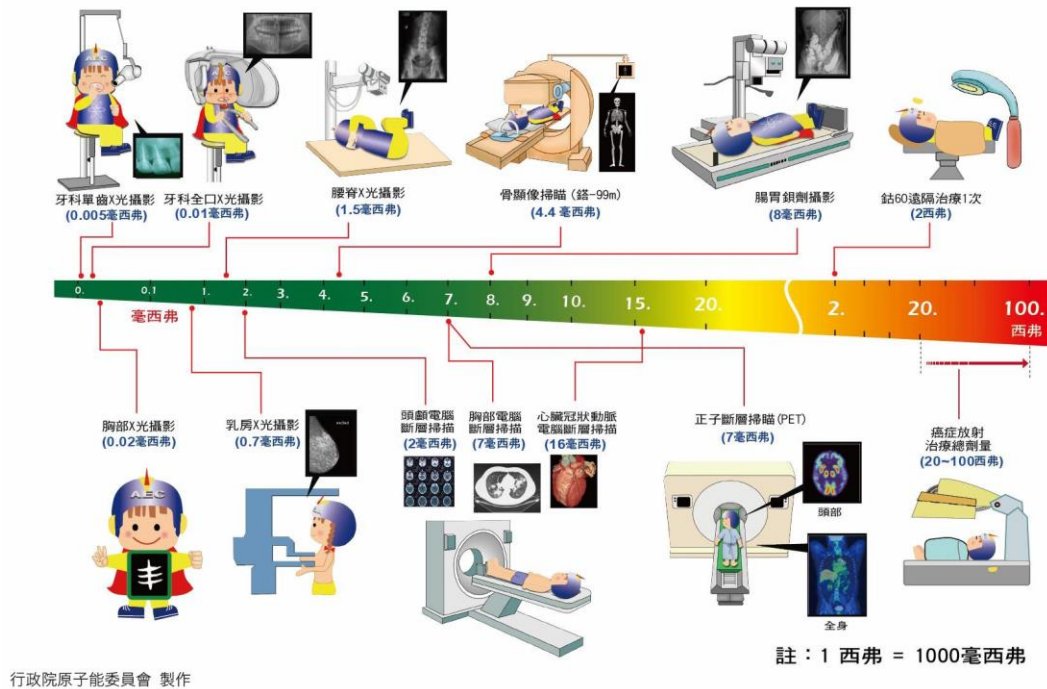 AEC
AEC
牙科單齒X光攝影
(0.005毫西弗)
牙科全口X光攝影
(0.01毫西弗)
腰脊X光攝影
(1.5毫西弗)
骨顯像掃瞄(鎝-99m)
(4.4 毫西弗)
腸胃鋇劑攝影
(8毫西弗)
鈷60遠隔治療1次
(2西弗)
0. 0.1 1. 2. 3. 4. 5. 6. 7. 8. 9. 10. 15. 20. 2. 20. 100.
毫西弗
西弗
胸部X光攝影
(0.02毫西弗)
乳房X光攝影
(0.7毫西弗)
頭顱電腦
斷層掃描
(2毫西弗)
胸部電腦
斷層掃描
(7毫西弗)
心臟冠狀動脈
電腦斷層掃描
(16毫西弗)
正子斷層掃瞄(PET)
(7毫西弗)
癌症放射
治療總劑量
(20~100西弗)
AEC
頭部
全身
註：1 西弗 = 1000毫西弗
行政院原子能委員會 製作